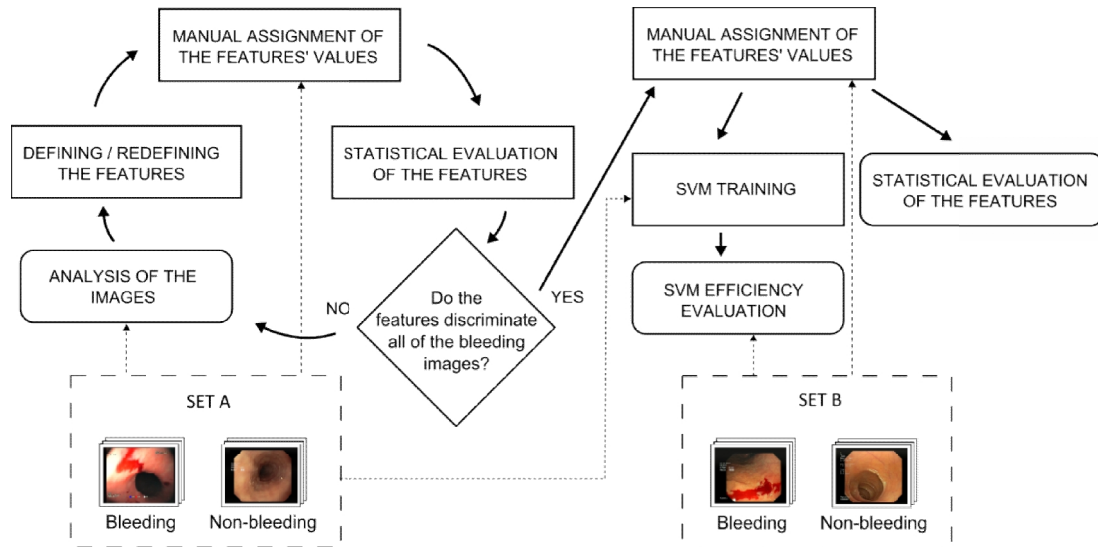 MANUAL ASSIGNMENT OF
THE FEATURES' VALUES
DEFINING / REDEFINING
THE FEATURES
STATISTICAL EVALUATION
OF THE FEATURES
ANALYSIS OF THE
IMAGES
Do the
features discriminate
all of the bleeding
images?
NO
YES
SET A
Bleeding
Non-bleeding
MANUAL ASSIGNMENT OF
THE FEATURES' VALUES
SVM TRAINING
STATISTICAL EVALUATION
OF THE FEATURES
SVM EFFICIENCY
EVALUATION
SET B
Bleeding
Non-bleeding